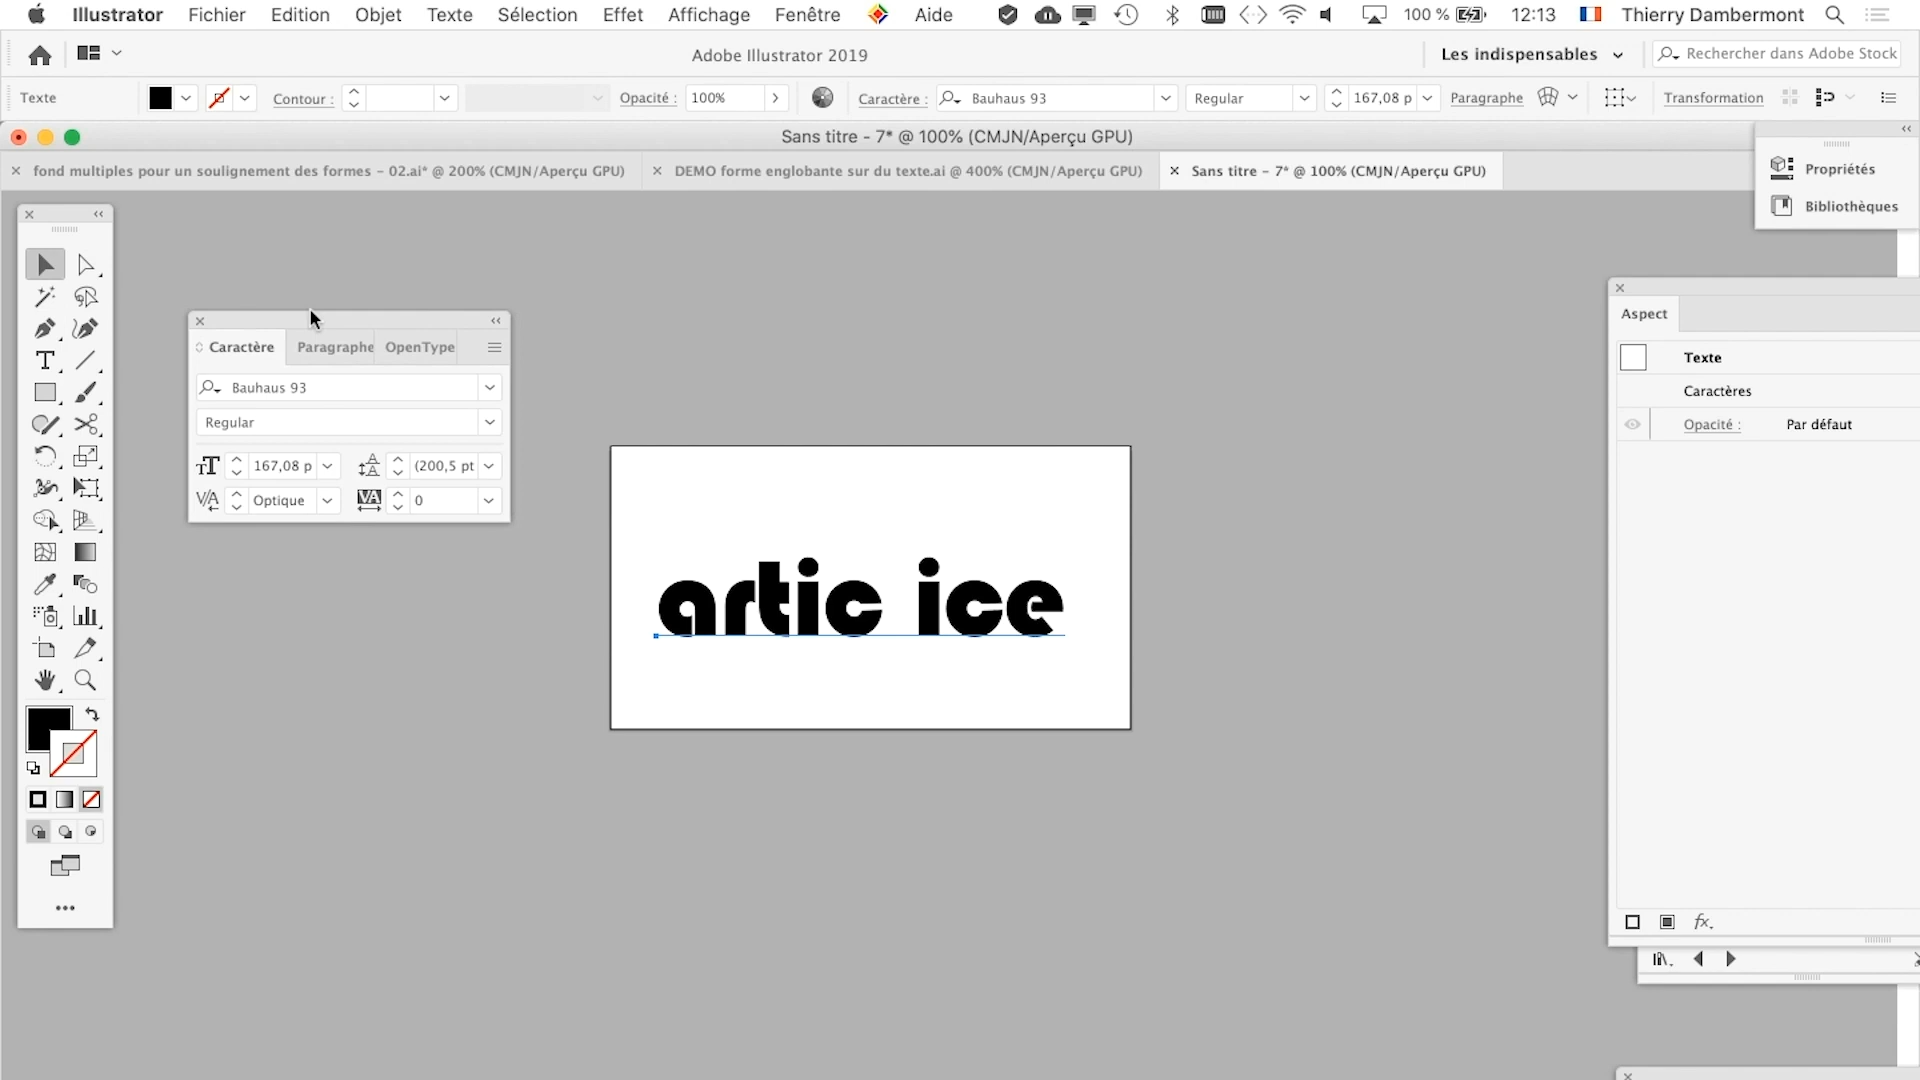 Illustrator Fichier Edition Objet Texte Sélection Effet Affichage Fenêtre Aide 100 % 12:13 Thierry Dambermont
Adobe Illustrator 2019 Les indispensables Rechercher dans Adobe Stock
Texte Contour : Opacité : 100% Caractère : Bauhaus 93 Regular 167,08 p Paragraphe Transformation
Sans titre - 7* @ 100% (CMJN/Aperçu GPU)
fond multiples pour un soulignement des formes - 02.ai* @ 200% (CMJN/Aperçu GPU) DEMO forme englobante sur du texte.ai @ 400% (CMJN/Aperçu GPU) Sans titre - 7* @ 100% (CMJN/Aperçu GPU)
Propriétés
Bibliothèques
Caractère Paragraphe OpenType
Bauhaus 93
Regular
167,08 p (200,5 pt
Optique 0
artic ice
Aspect
Texte
Caractères
Opacité : Par défaut
fx.